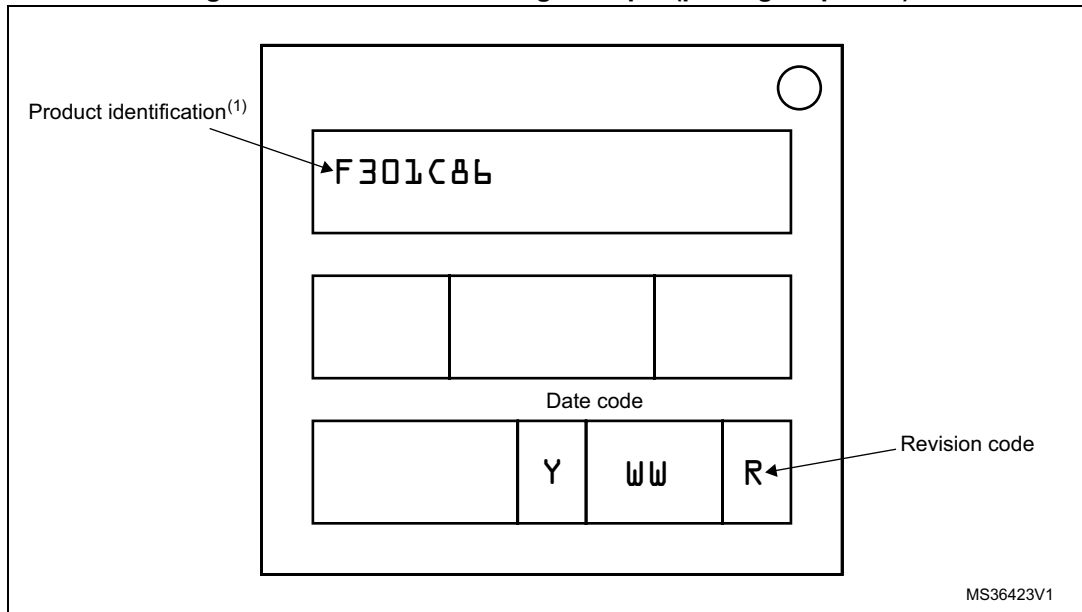 Product identification(1)
F301C86
Date code
Y WW R
Revision code
MS36423V1